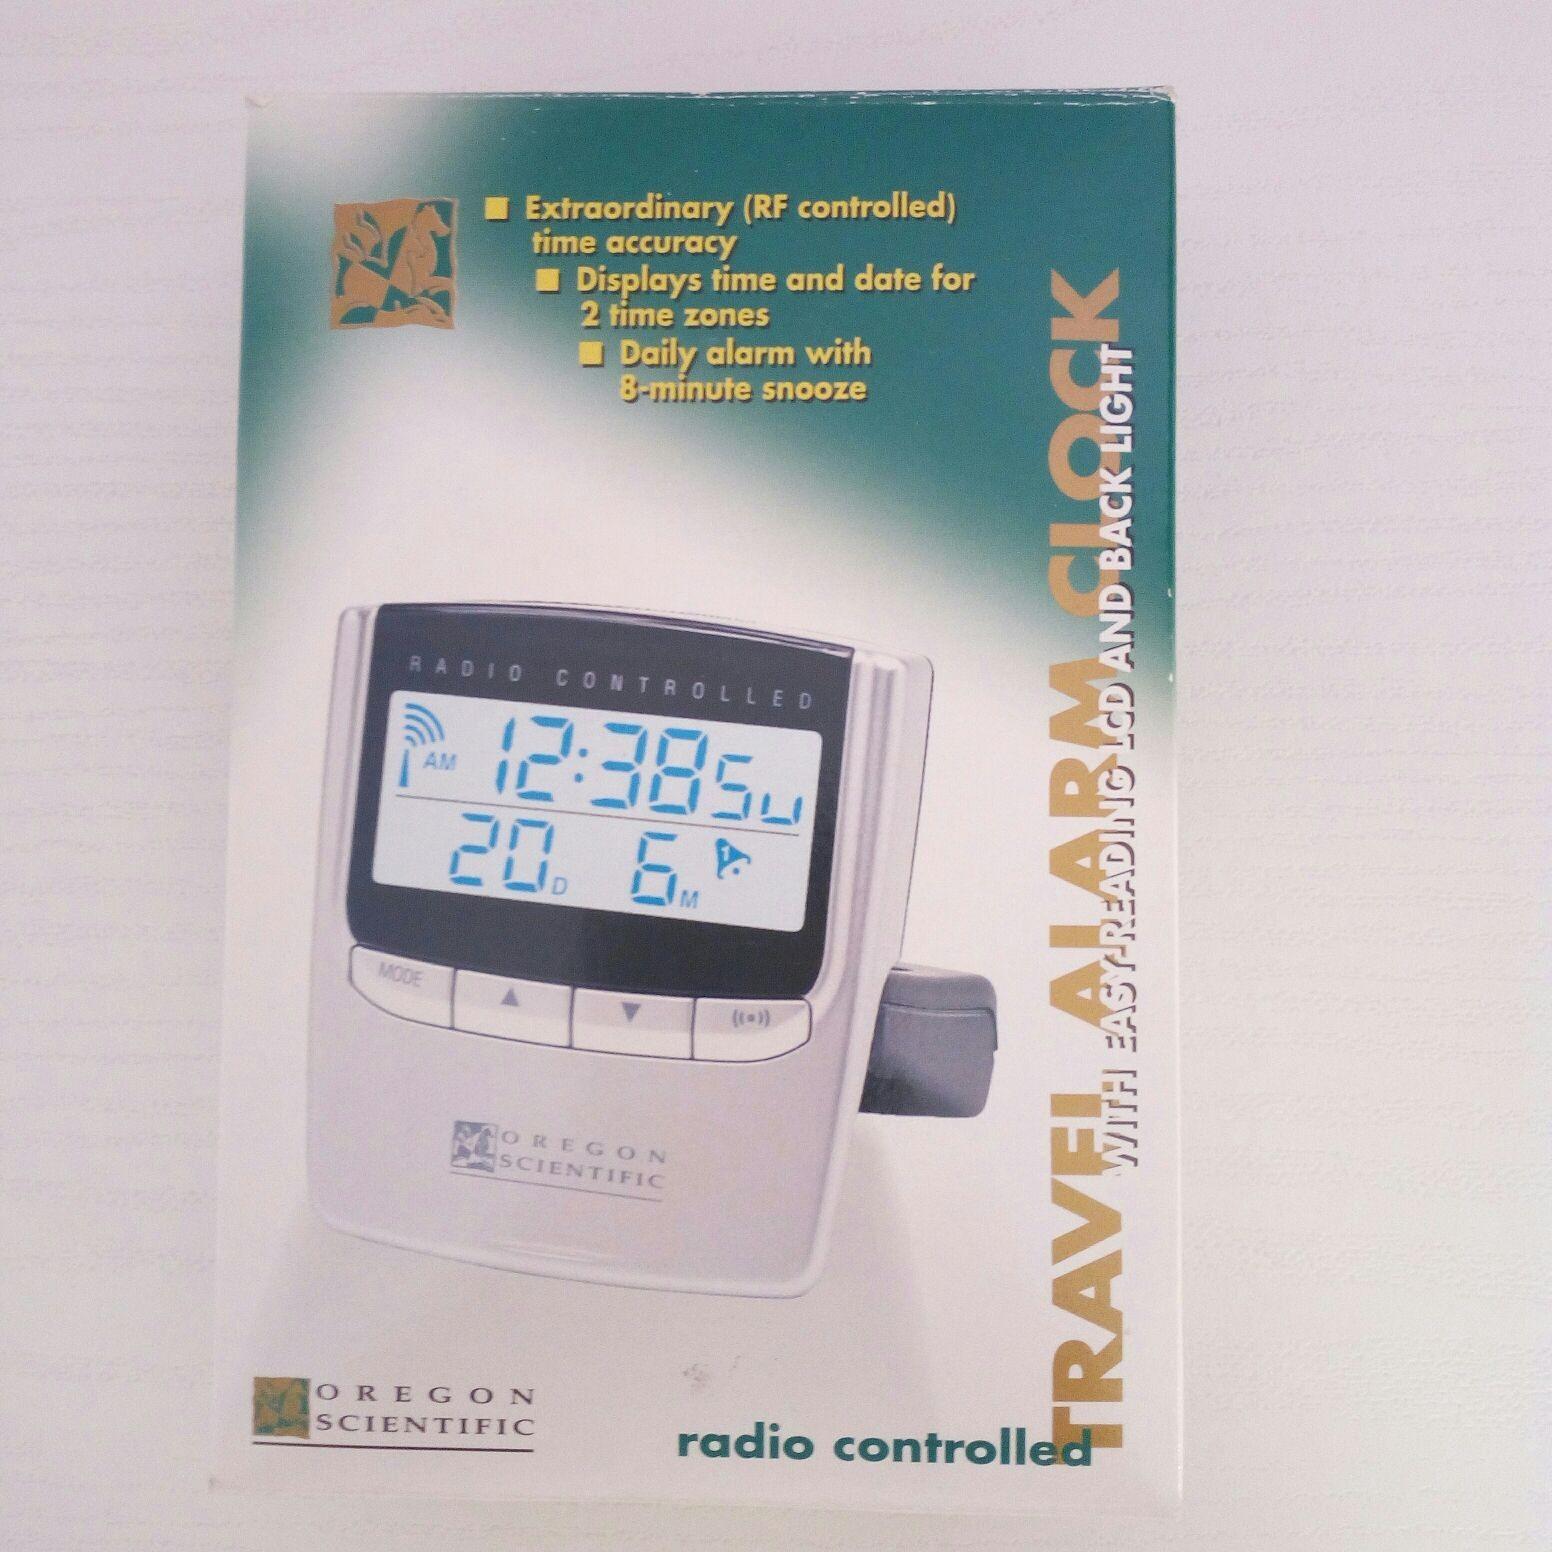 ■ Extraordinary (RF controlled)
time accuracy
■ Displays time and date for
2 time zones
■ Daily alarm with
8-minute snooze
TRAVEL ALARM CLOCK
WITH EASY-READING LCD AND BACK LIGHT
RADIO CONTROLLED
AM 12:38 Su
20 D 6 M
MODE ▲ ▼ ((•))
OREGON
SCIENTIFIC
OREGON
SCIENTIFIC
radio controlled